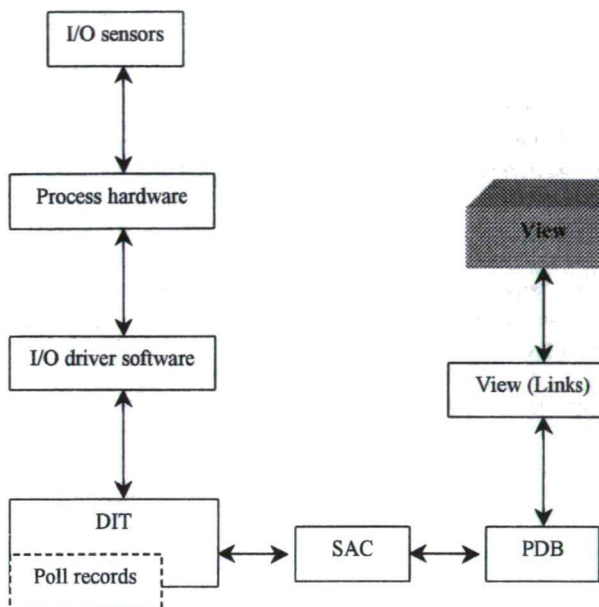 I/O sensors
Process hardware
View
I/O driver software
View (Links)
DIT
SAC
PDB
Poll records